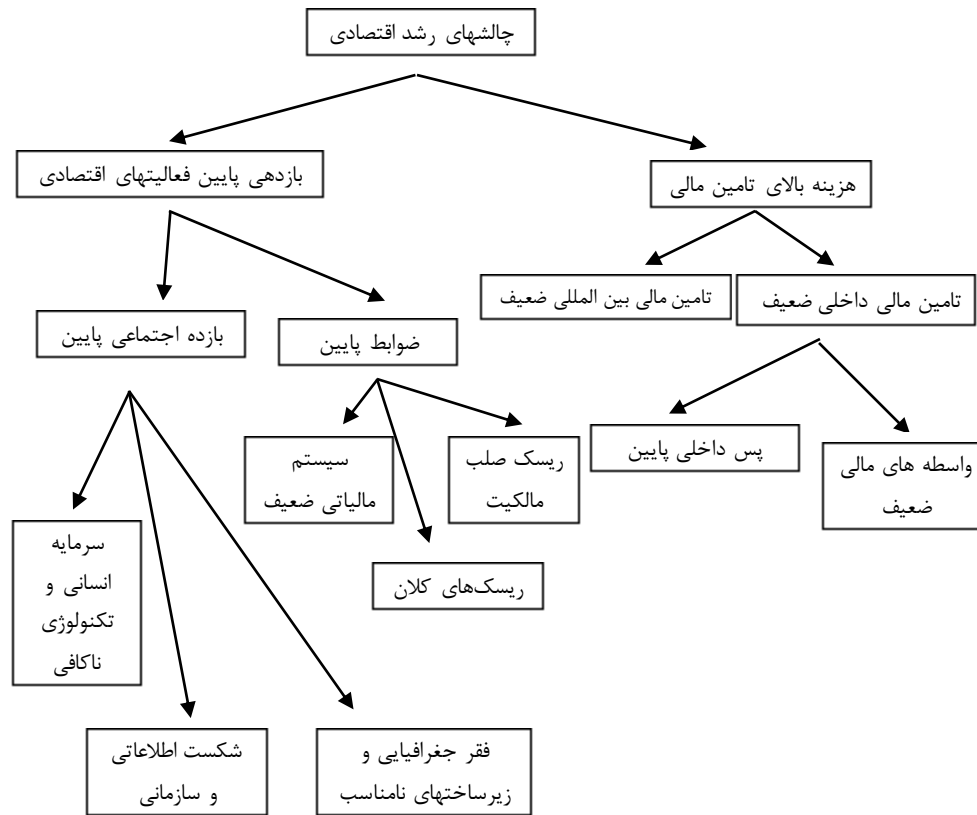 چالشهای رشد اقتصادی
هزینه بالای تامین مالی
بازدهی پایین فعالیتهای اقتصادی
تامین مالی داخلی ضعیف
تامین مالی بین المللی ضعیف
ضوابط پایین
بازده اجتماعی پایین
واسطه های مالی
ضعیف
پس داخلی پایین
ریسک صلب
مالکیت
سیستم
مالیاتی ضعیف
ریسک‌های کلان
سرمایه
انسانی و
تکنولوژی
ناکافی
فقر جغرافیایی و
زیرساختهای نامناسب
شکست اطلاعاتی
و سازمانی